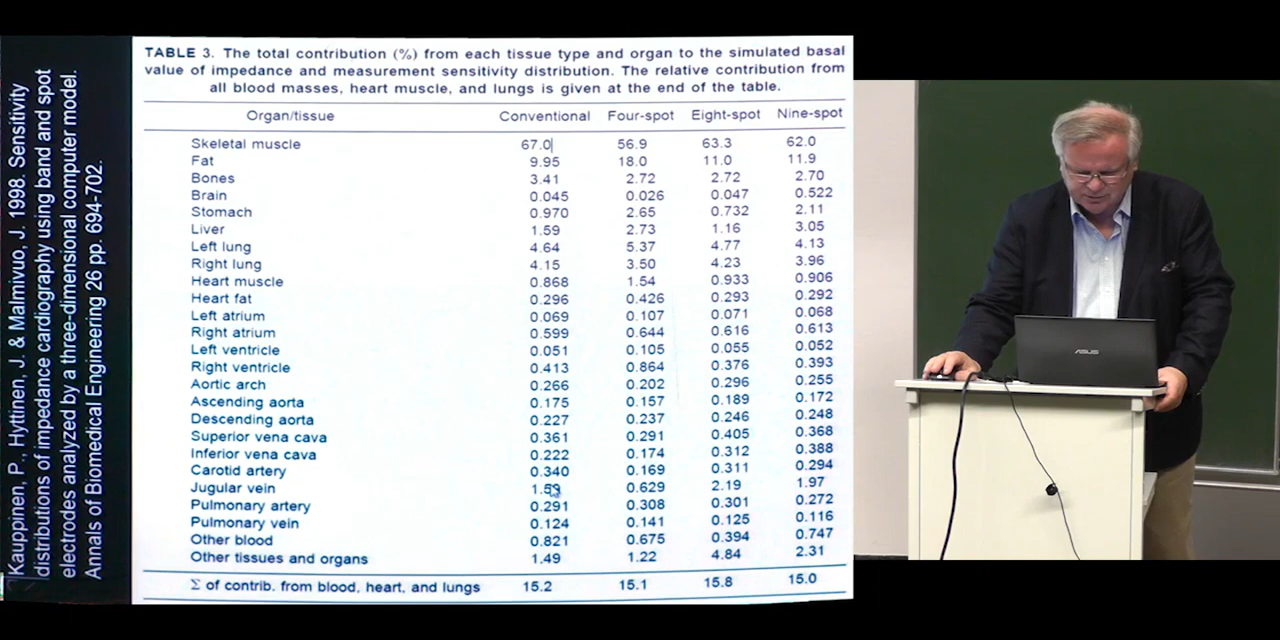 Kauppinen, P., Hyttinen, J. & Malmivuo, J. 1998. Sensitivity
distributions of impedance cardiography using band and spot
electrodes analyzed by a three-dimensional computer model.
Annals of Biomedical Engineering 26 pp. 694-702.
TABLE 3. The total contribution (%) from each tissue type and organ to the simulated basal
value of impedance and measurement sensitivity distribution. The relative contribution from
all blood masses, heart muscle, and lungs is given at the end of the table.
Organ/tissue Conventional Four-spot Eight-spot Nine-spot
Skeletal muscle 67.0 56.9 63.3 62.0
Fat 9.95 18.0 11.0 11.9
Bones 3.41 2.72 2.72 2.70
Brain 0.045 0.026 0.047 0.522
Stomach 0.970 2.65 0.732 2.11
Liver 1.59 2.73 1.16 3.05
Left lung 4.64 5.37 4.77 4.13
Right lung 4.15 3.50 4.23 3.96
Heart muscle 0.868 1.54 0.933 0.906
Heart fat 0.296 0.426 0.293 0.292
Left atrium 0.069 0.107 0.071 0.068
Right atrium 0.599 0.644 0.616 0.613
Left ventricle 0.051 0.105 0.055 0.052
Right ventricle 0.413 0.864 0.376 0.393
Aortic arch 0.266 0.202 0.296 0.255
Ascending aorta 0.175 0.157 0.189 0.172
Descending aorta 0.227 0.237 0.246 0.248
Superior vena cava 0.361 0.291 0.405 0.368
Inferior vena cava 0.222 0.174 0.312 0.388
Carotid artery 0.340 0.169 0.311 0.294
Jugular vein 1.53 0.629 2.19 1.97
Pulmonary artery 0.291 0.308 0.301 0.272
Pulmonary vein 0.124 0.141 0.125 0.116
Other blood 0.821 0.675 0.394 0.747
Other tissues and organs 1.49 1.22 4.84 2.31
Σ of contrib. from blood, heart, and lungs 15.2 15.1 15.8 15.0
ASUS